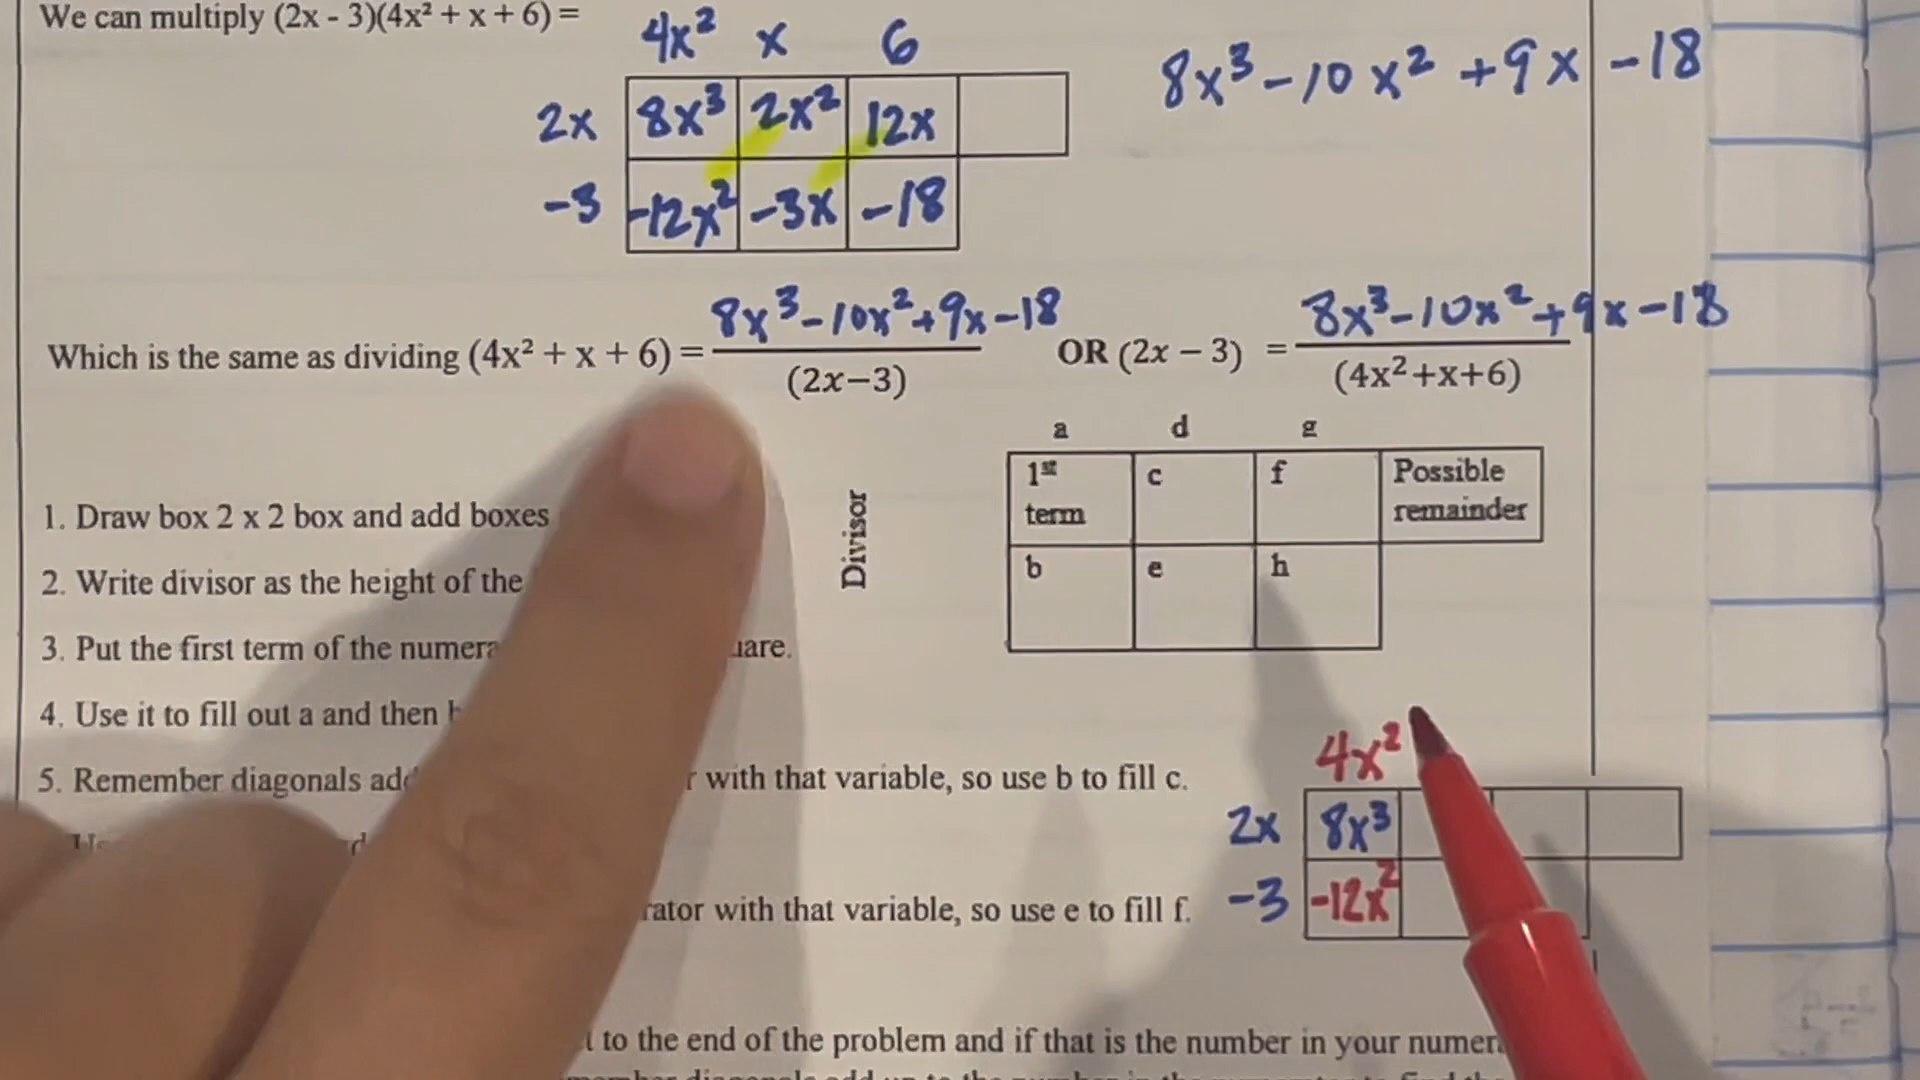 We can multiply (2x - 3)(4x² + x + 6) =
4x² x 6
8x³ - 10x² + 9x - 18
2x 8x³ 2x² 12x
-3 -12x² -3x -18
Which is the same as dividing (4x² + x + 6) = 8x³ - 10x² + 9x - 18 OR (2x - 3) = 8x³ - 10x² + 9x - 18
(2x-3) (4x²+x+6)
a d g
Divisor
1st term c f Possible remainder
b e h
1. Draw box 2 x 2 box and add boxes
2. Write divisor as the height of the
3. Put the first term of the numera uare.
4. Use it to fill out a and then
5. Remember diagonals add r with that variable, so use b to fill c.
rator with that variable, so use e to fill f.
4x²
2x 8x³
-3 -12x²
t to the end of the problem and if that is the number in your numer